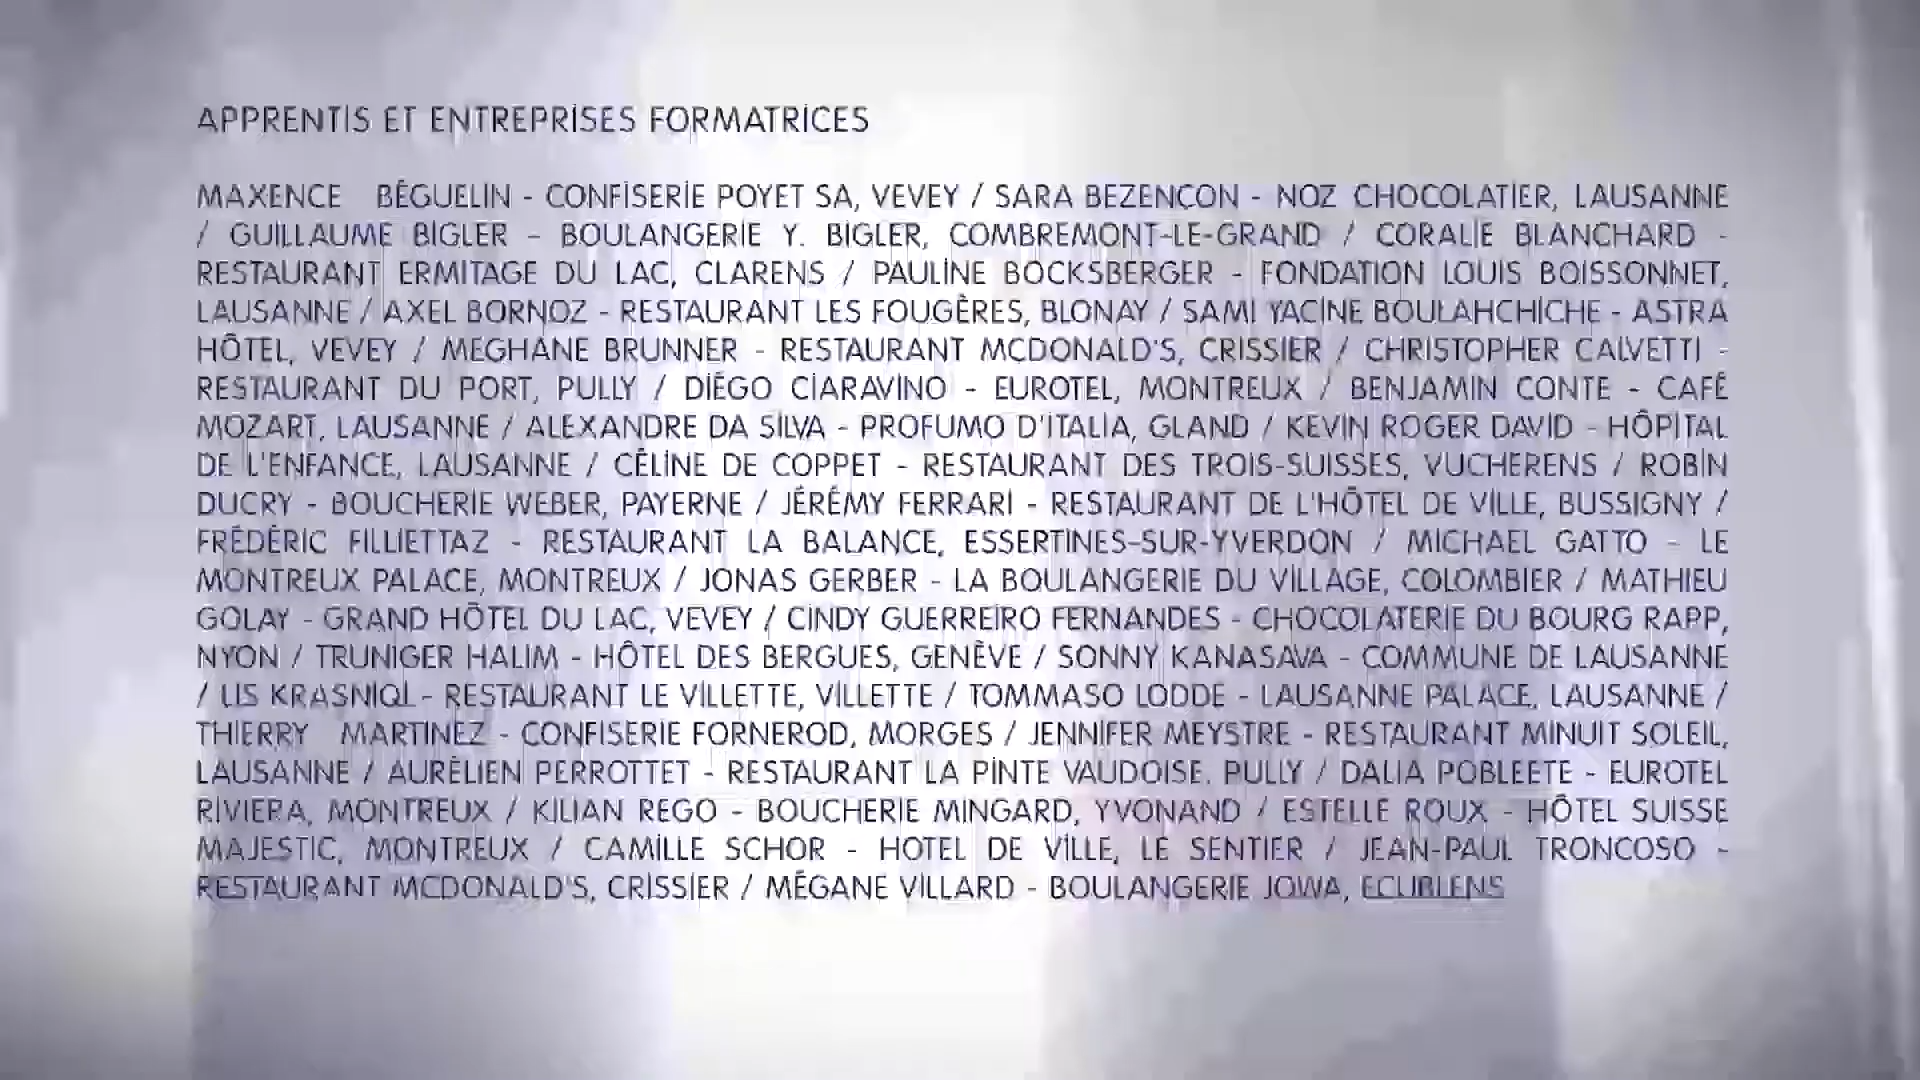 APPRENTIS ET ENTREPRISES FORMATRICES
MAXENCE BÉGUELIN - CONFISERIE POYET SA, VEVEY / SARA BEZENÇON - NOZ CHOCOLATIER, LAUSANNE
/ GUILLAUME BIGLER - BOULANGERIE Y. BIGLER, COMBREMONT-LE-GRAND / CORALIE BLANCHARD -
RESTAURANT ERMITAGE DU LAC, CLARENS / PAULINE BOCKSBERGER - FONDATION LOUIS BOISSONNET,
LAUSANNE / AXEL BORNOZ - RESTAURANT LES FOUGÈRES, BLONAY / SAMI YACINE BOULAHCHICHE - ASTRA
HÔTEL, VEVEY / MEGHANE BRUNNER - RESTAURANT MCDONALD'S, CRISSIER / CHRISTOPHER CALVETTI -
RESTAURANT DU PORT, PULLY / DIÉGO CIARAVINO - EUROTEL, MONTREUX / BENJAMIN CONTE - CAFÉ
MOZART, LAUSANNE / ALEXANDRE DA SILVA - PROFUMO D'ITALIA, GLAND / KEVIN ROGER DAVID - HÔPITAL
DE L'ENFANCE, LAUSANNE / CÉLINE DE COPPET - RESTAURANT DES TROIS-SUISSES, VUCHERENS / ROBIN
DUCRY - BOUCHERIE WEBER, PAYERNE / JÉRÉMY FERRARI - RESTAURANT DE L'HÔTEL DE VILLE, BUSSIGNY /
FRÉDÉRIC FILLIETTAZ - RESTAURANT LA BALANCE, ESSERTINES-SUR-YVERDON / MICHAEL GATTO - LE
MONTREUX PALACE, MONTREUX / JONAS GERBER - LA BOULANGERIE DU VILLAGE, COLOMBIER / MATHIEU
GOLAY - GRAND HÔTEL DU LAC, VEVEY / CINDY GUERREIRO FERNANDES - CHOCOLATERIE DU BOURG RAPP,
NYON / TRUNIGER HALIM - HÔTEL DES BERGUES, GENÈVE / SONNY KANASAVA - COMMUNE DE LAUSANNE
/ LIS KRASNIQI - RESTAURANT LE VILLETTE, VILLETTE / TOMMASO LODDE - LAUSANNE PALACE, LAUSANNE /
THIERRY MARTINEZ - CONFISERIE FORNEROD, MORGES / JENNIFER MEYSTRE - RESTAURANT MINUIT SOLEIL,
LAUSANNE / AURÉLIEN PERROTTET - RESTAURANT LA PINTE VAUDOISE, PULLY / DALIA POBLEETE - EUROTEL
RIVIERA, MONTREUX / KILIAN REGO - BOUCHERIE MINGARD, YVONAND / ESTELLE ROUX - HÔTEL SUISSE
MAJESTIC, MONTREUX / CAMILLE SCHOR - HOTEL DE VILLE, LE SENTIER / JEAN-PAUL TRONCOSO -
RESTAURANT MCDONALD'S, CRISSIER / MÉGANE VILLARD - BOULANGERIE JOWA, ECUBLENS